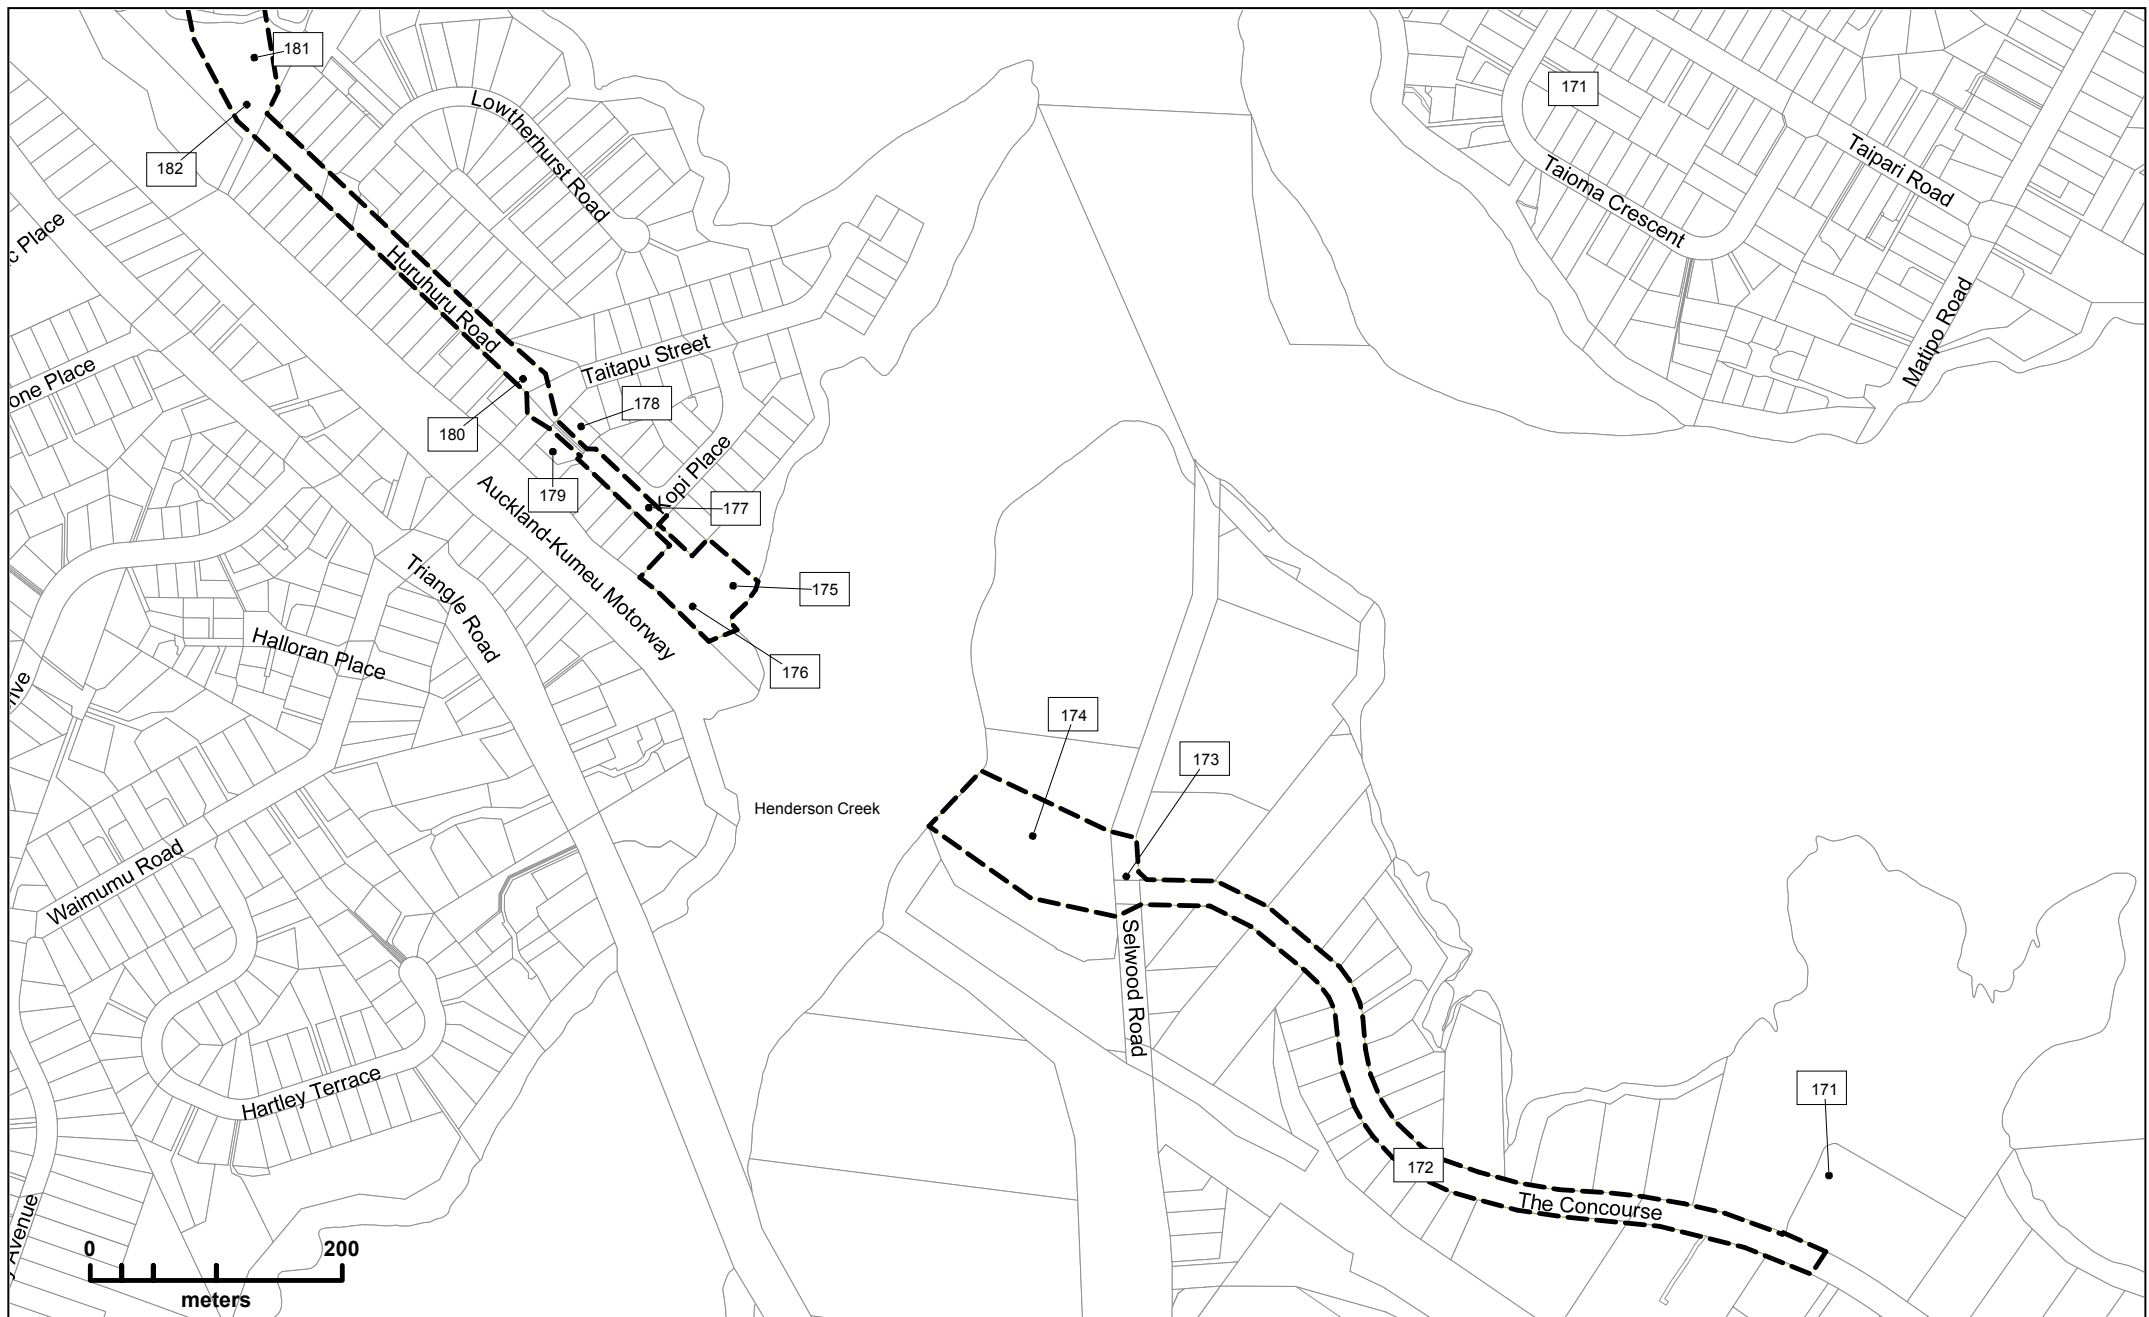 181
171
Lowtherhurst Road
182
Taipari Road
Taioma Crescent
c Place
Huruhuru Road
Matipo Road
Taitapu Street
one Place
178
180
Kopi Place
179
177
Auckland-Kumeu Motorway
Triangle Road
175
Halloran Place
176
rive
174
173
Henderson Creek
Waimumu Road
Selwood Road
Hartley Terrace
171
172
The Concourse
Avenue
0 200
meters